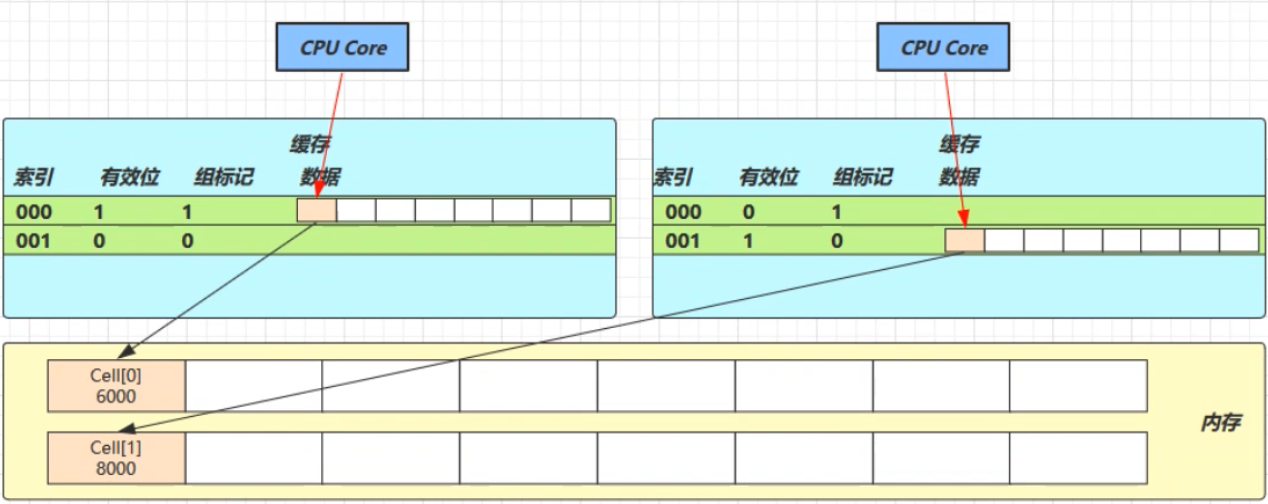 CPU Core
CPU Core
缓存
索引 有效位 组标记 数据
000 1 1
001 0 0
缓存
索引 有效位 组标记 数据
000 0 1
001 1 0
Cell[0]
6000
Cell[1]
8000
内存